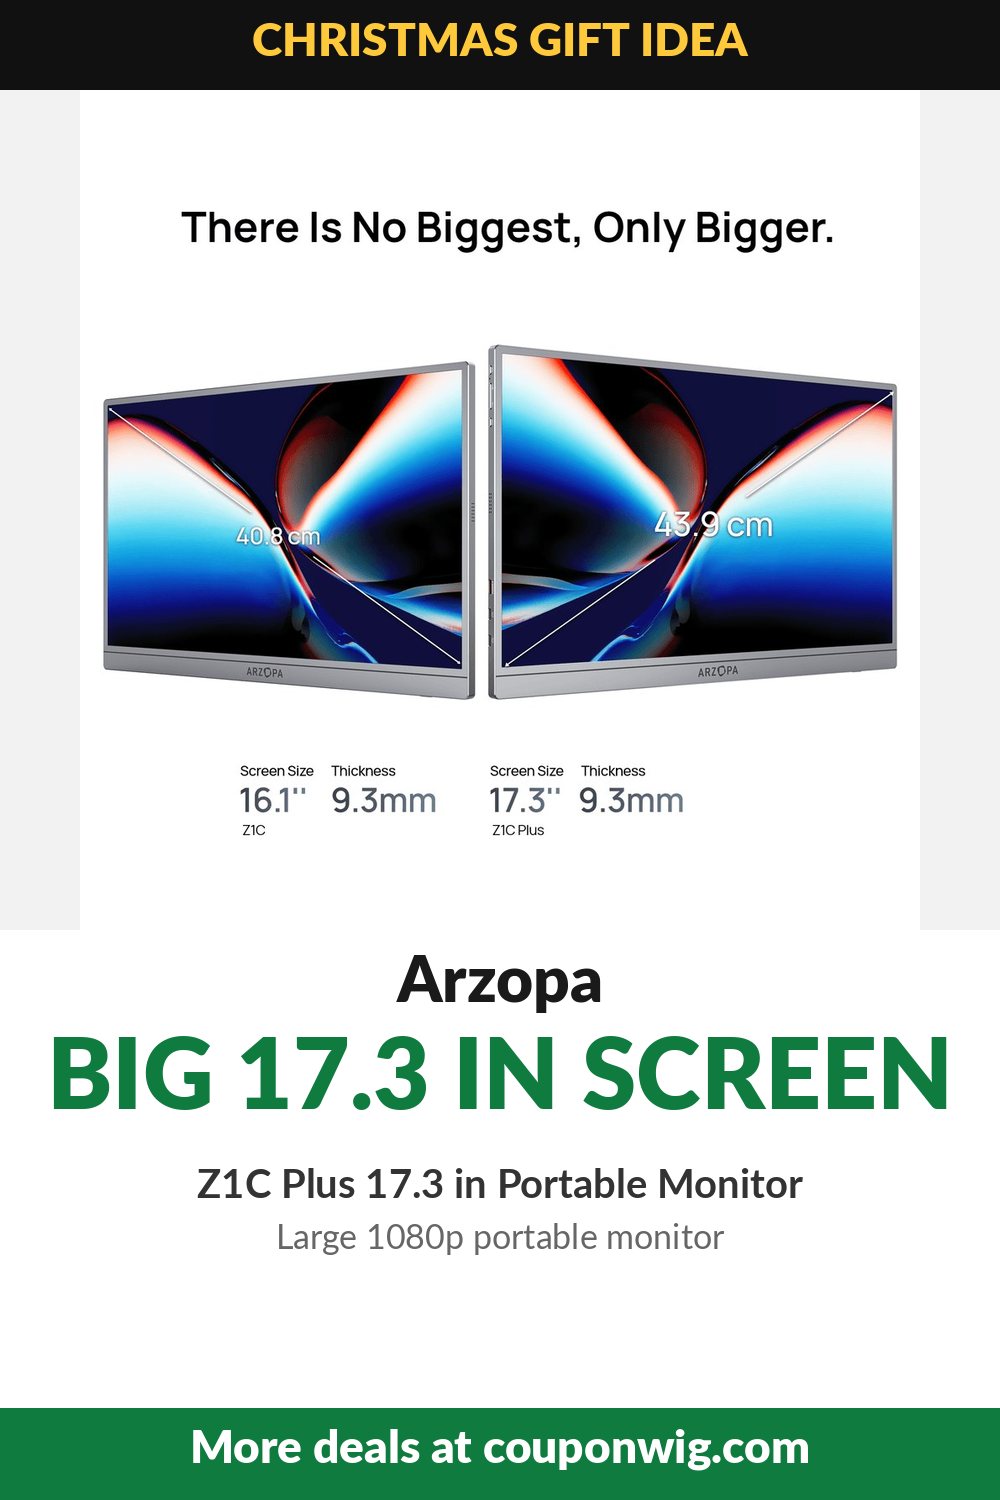 CHRISTMAS GIFT IDEA
There Is No Biggest, Only Bigger.
40.8 cm
43.9 cm
ARZOPA
ARZOPA
Screen Size Thickness
16.1'' 9.3mm
Z1C
Screen Size Thickness
17.3'' 9.3mm
Z1C Plus
Arzopa
BIG 17.3 IN SCREEN
Z1C Plus 17.3 in Portable Monitor
Large 1080p portable monitor
More deals at couponwig.com